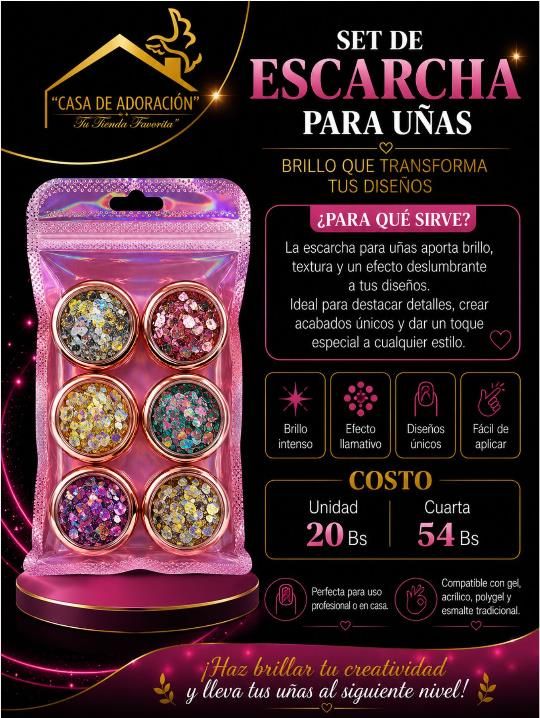 "CASA DE ADORACIÓN"
Tu Tienda Favorita"
SET DE
ESCARCHA
PARA UÑAS
BRILLO QUE TRANSFORMA
TUS DISEÑOS
¿PARA QUÉ SIRVE?
La escarcha para uñas aporta brillo,
textura y un efecto deslumbrante
a tus diseños.
Ideal para destacar detalles, crear
acabados únicos y dar un toque
especial a cualquier estilo.
Brillo
intenso
Efecto
llamativo
Diseños
únicos
Fácil de
aplicar
COSTO
Unidad
20 Bs
Cuarta
54 Bs
Perfecta para uso
profesional o en casa.
Compatible con gel,
acrílico, polygel y
esmalte tradicional.
¡Haz brillar tu creatividad
y lleva tus uñas al siguiente nivel!